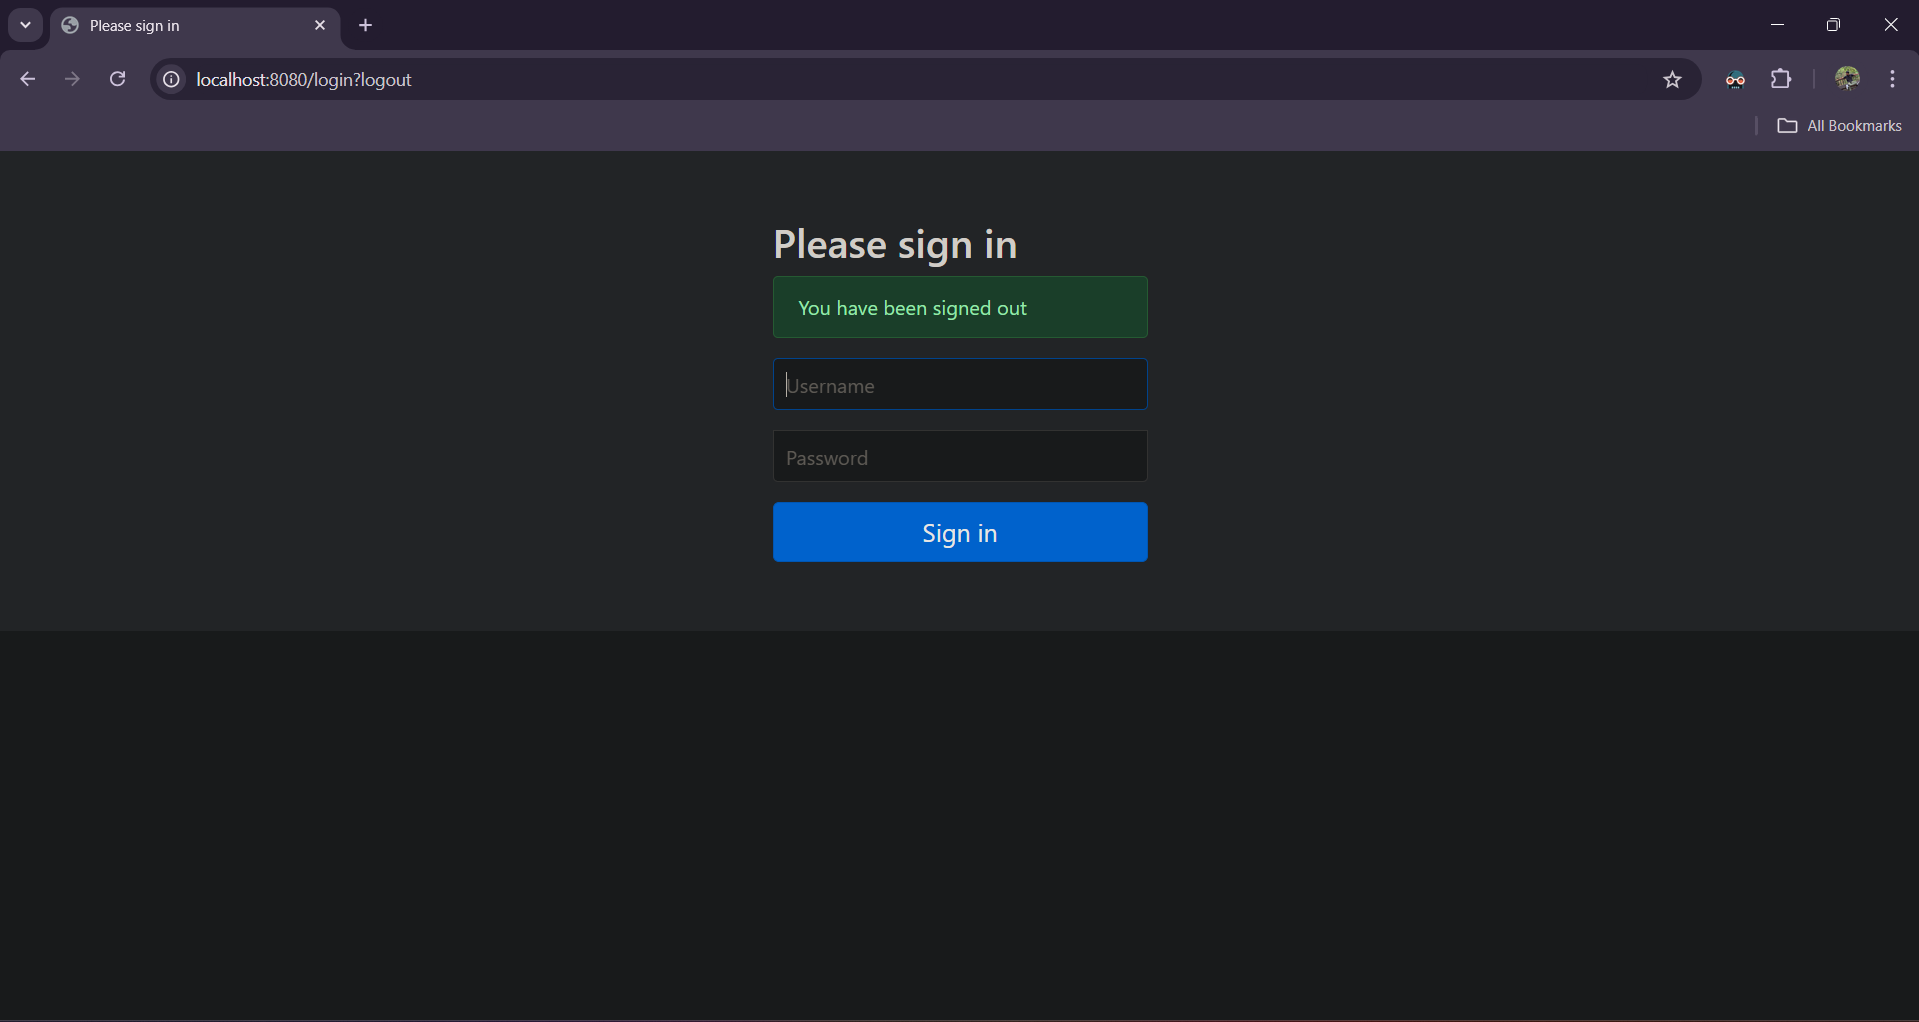 Please sign in
localhost:8080/login?logout
All Bookmarks
Please sign in
You have been signed out
Username
Password
Sign in